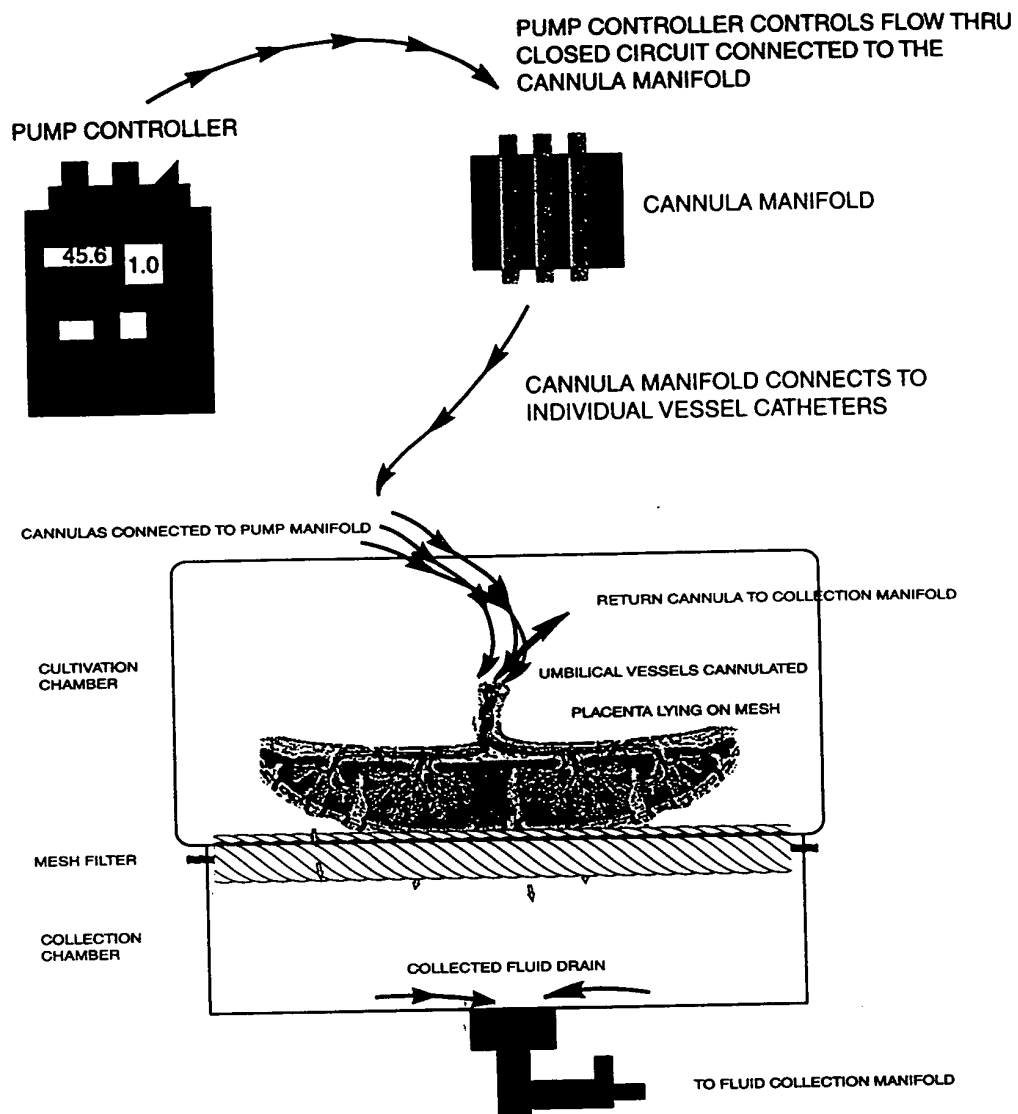 PUMP CONTROLLER CONTROLS FLOW THRU
CLOSED CIRCUIT CONNECTED TO THE
CANNULA MANIFOLD
PUMP CONTROLLER
45.6
1.0
CANNULA MANIFOLD
CANNULA MANIFOLD CONNECTS TO
INDIVIDUAL VESSEL CATHETERS
CANNULAS CONNECTED TO PUMP MANIFOLD
RETURN CANNULA TO COLLECTION MANIFOLD
CULTIVATION
CHAMBER
UMBILICAL VESSELS CANNULATED
PLACENTA LYING ON MESH
MESH FILTER
COLLECTION
CHAMBER
COLLECTED FLUID DRAIN
TO FLUID COLLECTION MANIFOLD